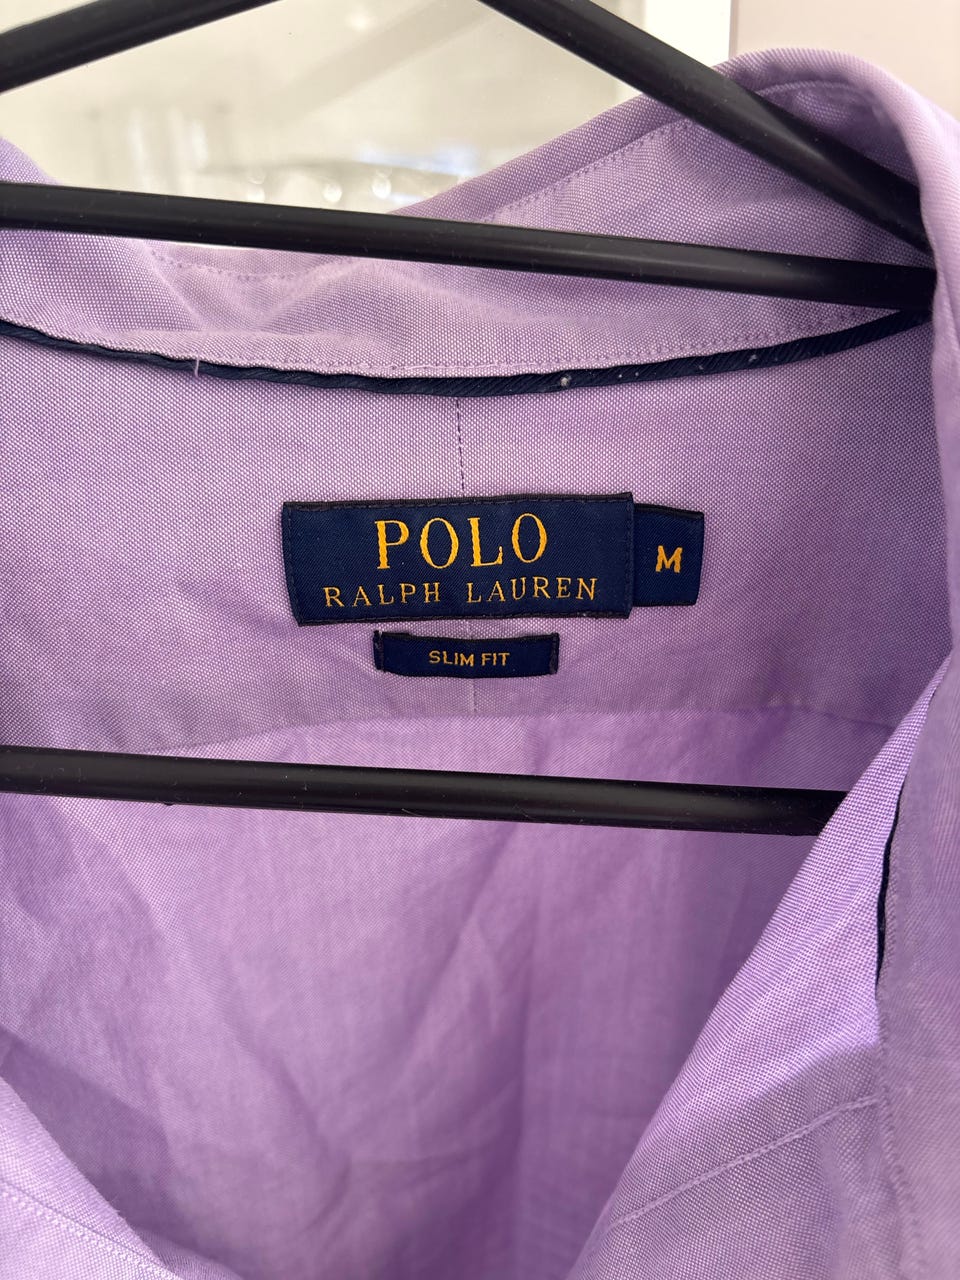 POLO
RALPH LAUREN
M
SLIM FIT